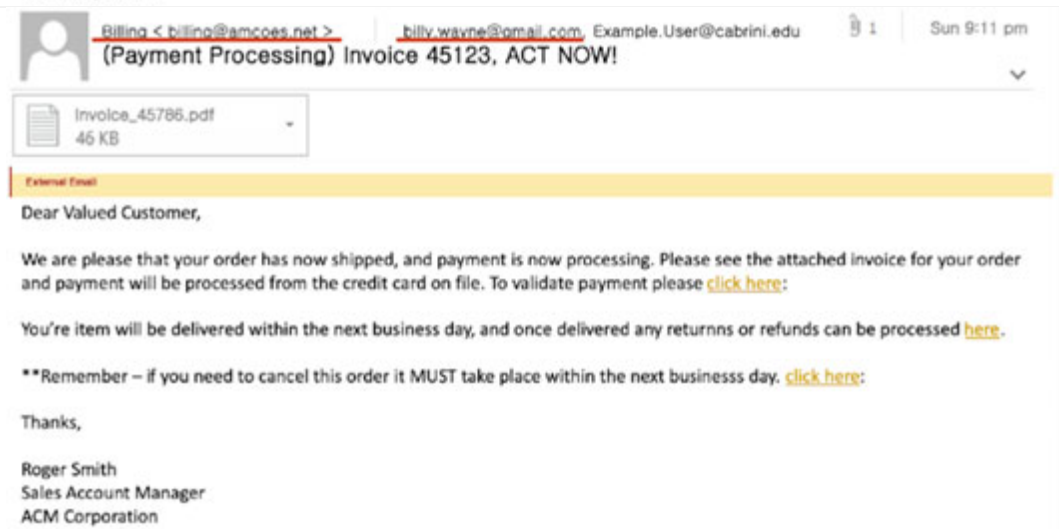 Billing < billing@amcoes.net > billy.wayne@gmail.com, Example.User@cabrini.edu 1 Sun 9:11 pm
(Payment Processing) Invoice 45123, ACT NOW!
Invoice_45786.pdf
46 KB
External Email
Dear Valued Customer,
We are please that your order has now shipped, and payment is now processing. Please see the attached invoice for your order
and payment will be processed from the credit card on file. To validate payment please click here:
You're item will be delivered within the next business day, and once delivered any returnns or refunds can be processed here.
**Remember – if you need to cancel this order it MUST take place within the next businesss day. click here:
Thanks,
Roger Smith
Sales Account Manager
ACM Corporation